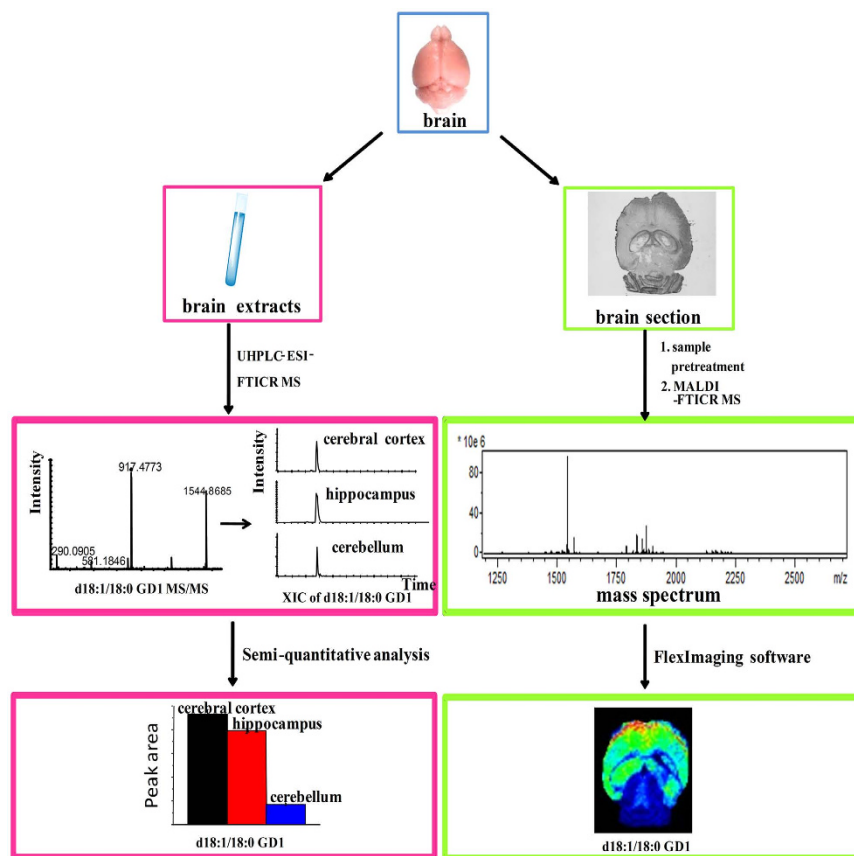 brain
brain extracts
brain section
UHPLC-ESI-
FTICR MS
1. sample
pretreatment
2. MALDI
-FTICR MS
Intensity
917.4773
1544.8685
290.0905
581.1846
d18:1/18:0 GD1 MS/MS
Intensity
cerebral cortex
hippocampus
cerebellum
Time
XIC of d18:1/18:0 GD1
* 10e6
80
40
0
1250
1500
1750
2000
2250
2500
m/z
mass spectrum
Semi-quantitative analysis
FlexImaging software
Peak area
cerebral cortex
hippocampus
cerebellum
d18:1/18:0 GD1
d18:1/18:0 GD1